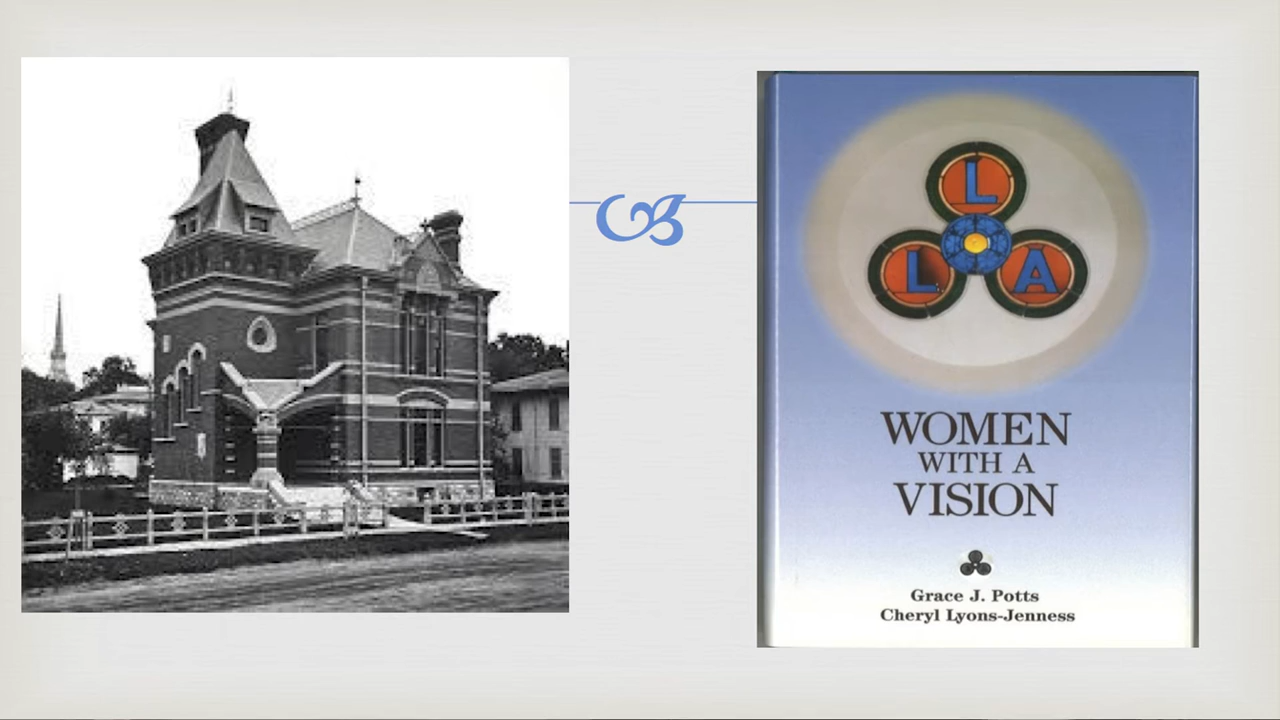 L
L A
WOMEN
WITH A
VISION
Grace J. Potts
Cheryl Lyons-Jenness